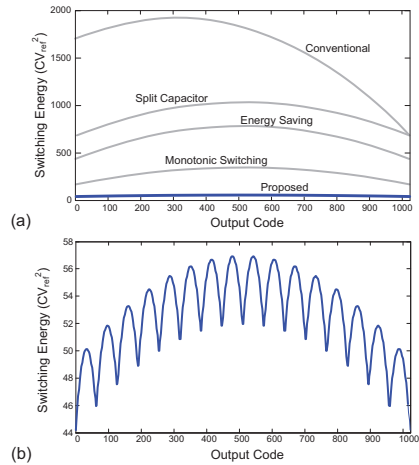 2000
1500
1000
500
0
Switching Energy (CVref²)
Conventional
Split Capacitor
Energy Saving
Monotonic Switching
Proposed
0 100 200 300 400 500 600 700 800 900 1000
Output Code
(a)
58
56
54
52
50
48
46
44
Switching Energy (CVref²)
0 100 200 300 400 500 600 700 800 900 1000
Output Code
(b)